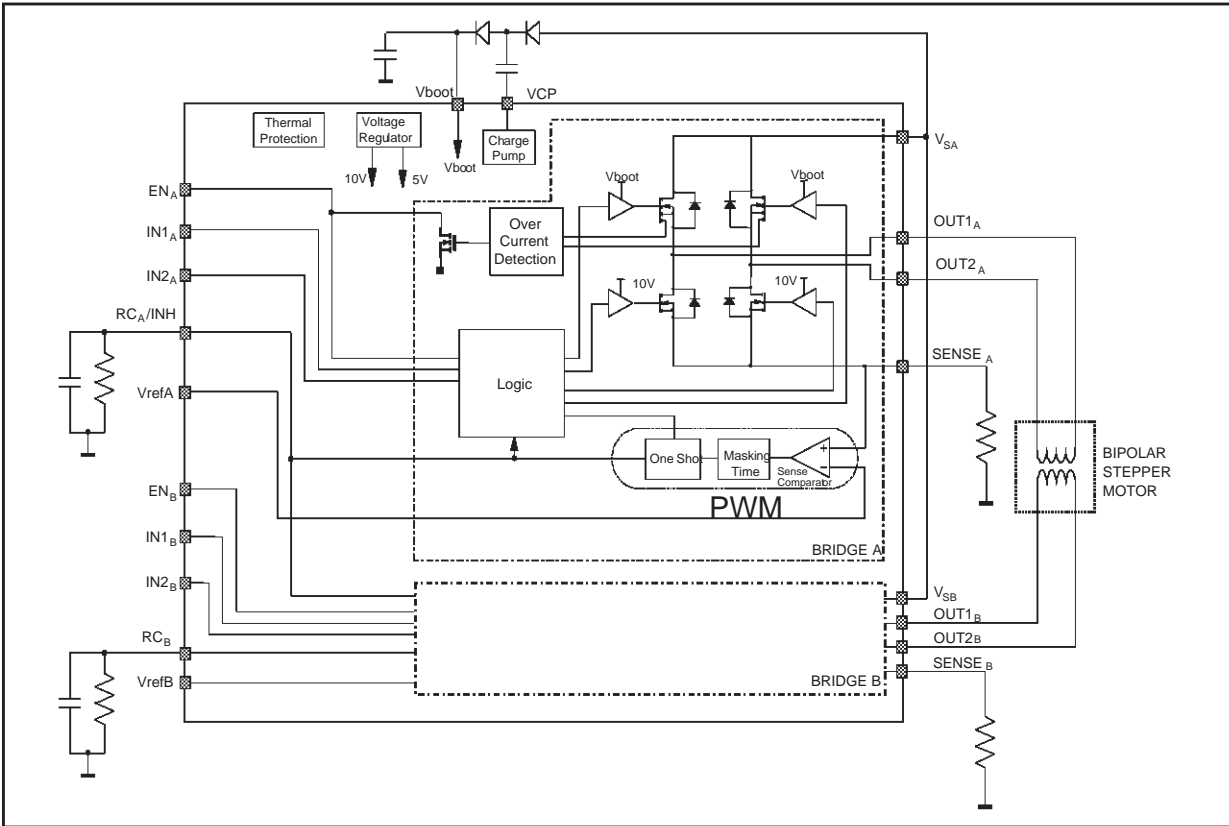 Vboot
VCP
Thermal
Protection
Voltage
Regulator
Charge
Pump
Vboot
10V
5V
V_SA
EN_A
IN1_A
IN2_A
RC_A/INH
VrefA
Over
Current
Detection
Vboot
Vboot
10V
10V
OUT1_A
OUT2_A
SENSE_A
Logic
One Shot
Masking
Time
+
−
Sense
Comparator
PWM
BRIDGE A
BIPOLAR
STEPPER
MOTOR
EN_B
IN1_B
IN2_B
RC_B
VrefB
BRIDGE B
V_SB
OUT1_B
OUT2_B
SENSE_B